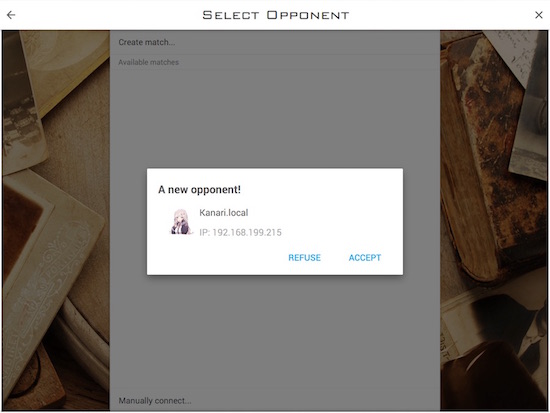 Select Opponent
Create match...
Available matches
A new opponent!
Kanari.local
IP: 192.168.199.215
REFUSE ACCEPT
Manually connect...